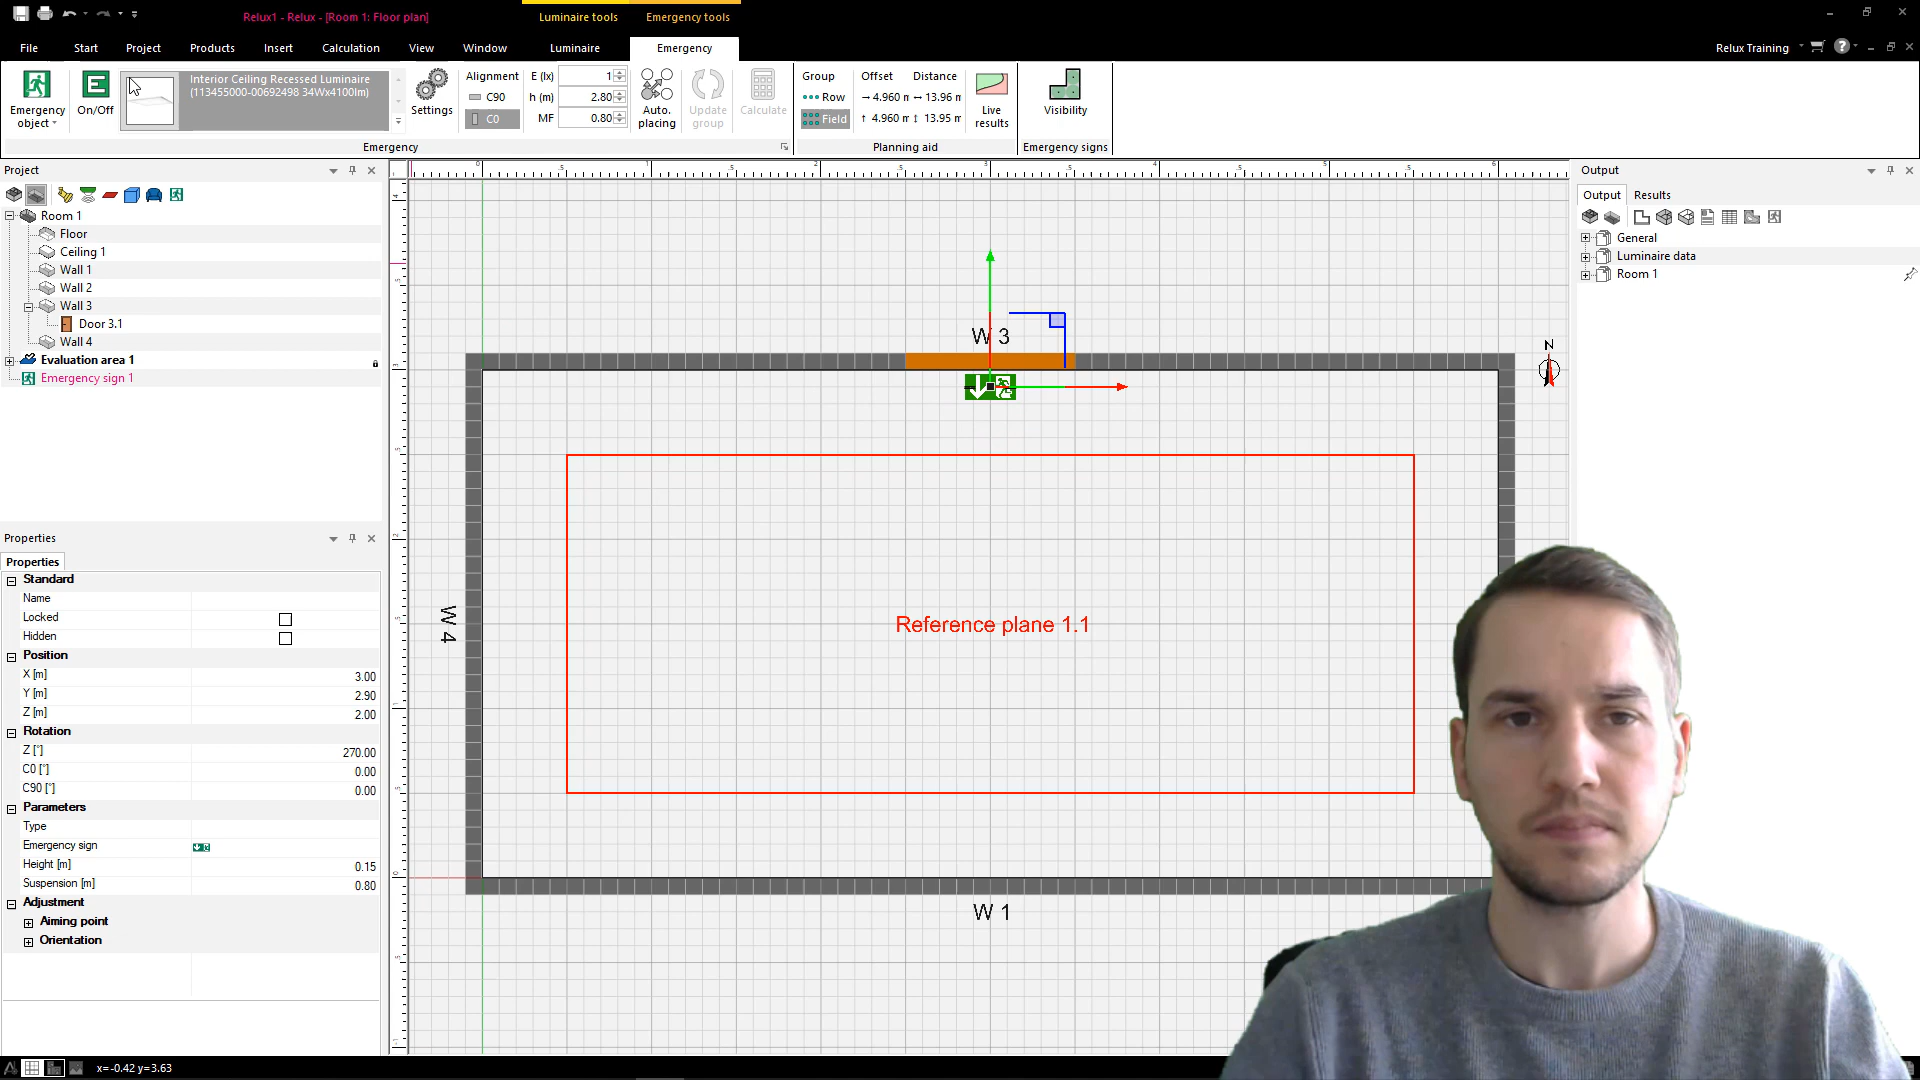 Relux1 - Relux - [Room 1: Floor plan]
Luminaire tools
Emergency tools
File
Start
Project
Products
Insert
Calculation
View
Window
Luminaire
Emergency
Relux Training
Emergency object
On/Off
Interior Ceiling Recessed Luminaire
(113455000-00692498 34Wx4100lm)
Settings
Alignment
C90
C0
E (lx) 1
h (m) 2.80
MF 0.80
Auto. placing
Update group
Calculate
Group
Row
Field
Offset
4.960 m
4.960 m
Distance
13.96 m
13.95 m
Live results
Visibility
Emergency
Planning aid
Emergency signs
Project
Room 1
Floor
Ceiling 1
Wall 1
Wall 2
Wall 3
Door 3.1
Wall 4
Evaluation area 1
Emergency sign 1
Properties
Properties
Standard
Name
Locked
Hidden
Position
X [m] 3.00
Y [m] 2.90
Z [m] 2.00
Rotation
Z [°] 270.00
C0 [°] 0.00
C90 [°] 0.00
Parameters
Type
Emergency sign
Height [m] 0.15
Suspension [m] 0.80
Adjustment
Aiming point
Orientation
W 3
W 4
Reference plane 1.1
W 1
N
Output
Output
Results
General
Luminaire data
Room 1
x=-0.42 y=3.63